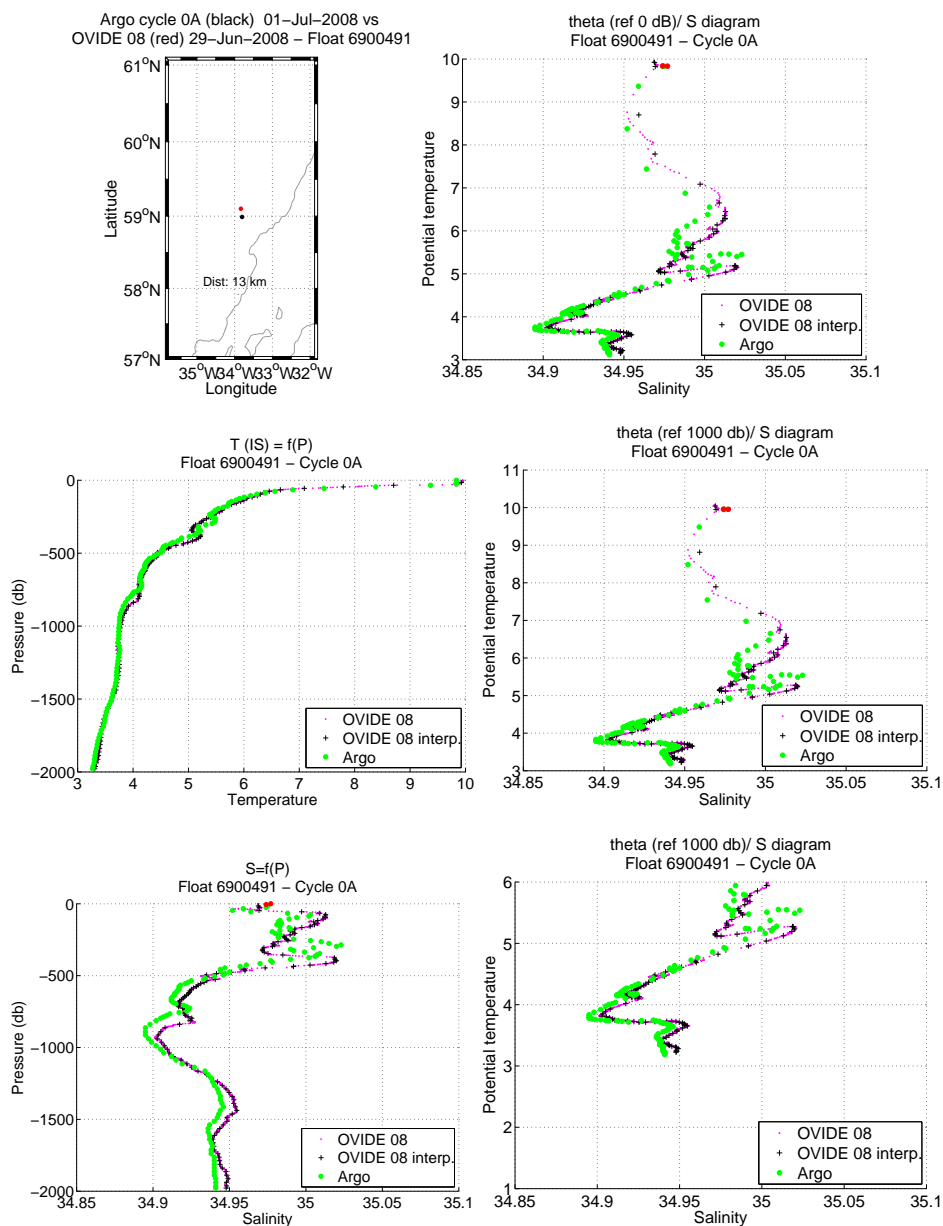 Argo cycle 0A (black)  01−Jul−2008 vs
OVIDE 08 (red) 29−Jun−2008 − Float 6900491
61°N
60°N
59°N
58°N
57°N
Latitude
Dist: 13 km
35°W 34°W 33°W 32°W
Longitude
theta (ref 0 dB)/ S diagram
Float 6900491 − Cycle 0A
10
9
8
7
6
5
4
3
Potential temperature
OVIDE 08
OVIDE 08 interp.
Argo
34.85 34.9 34.95 35 35.05 35.1
Salinity
T (IS) = f(P)
Float 6900491 − Cycle 0A
0
−500
−1000
−1500
−2000
Pressure (db)
OVIDE 08
OVIDE 08 interp.
Argo
3 4 5 6 7 8 9 10
Temperature
theta (ref 1000 db)/ S diagram
Float 6900491 − Cycle 0A
11
10
9
8
7
6
5
4
3
Potential temperature
OVIDE 08
OVIDE 08 interp.
Argo
34.85 34.9 34.95 35 35.05 35.1
Salinity
S=f(P)
Float 6900491 − Cycle 0A
0
−500
−1000
−1500
−2000
Pressure (db)
OVIDE 08
OVIDE 08 interp.
Argo
34.85 34.9 34.95 35 35.05 35.1
Salinity
theta (ref 1000 db)/ S diagram
Float 6900491 − Cycle 0A
6
5
4
3
2
1
Potential temperature
OVIDE 08
OVIDE 08 interp.
Argo
34.85 34.9 34.95 35 35.05 35.1
Salinity